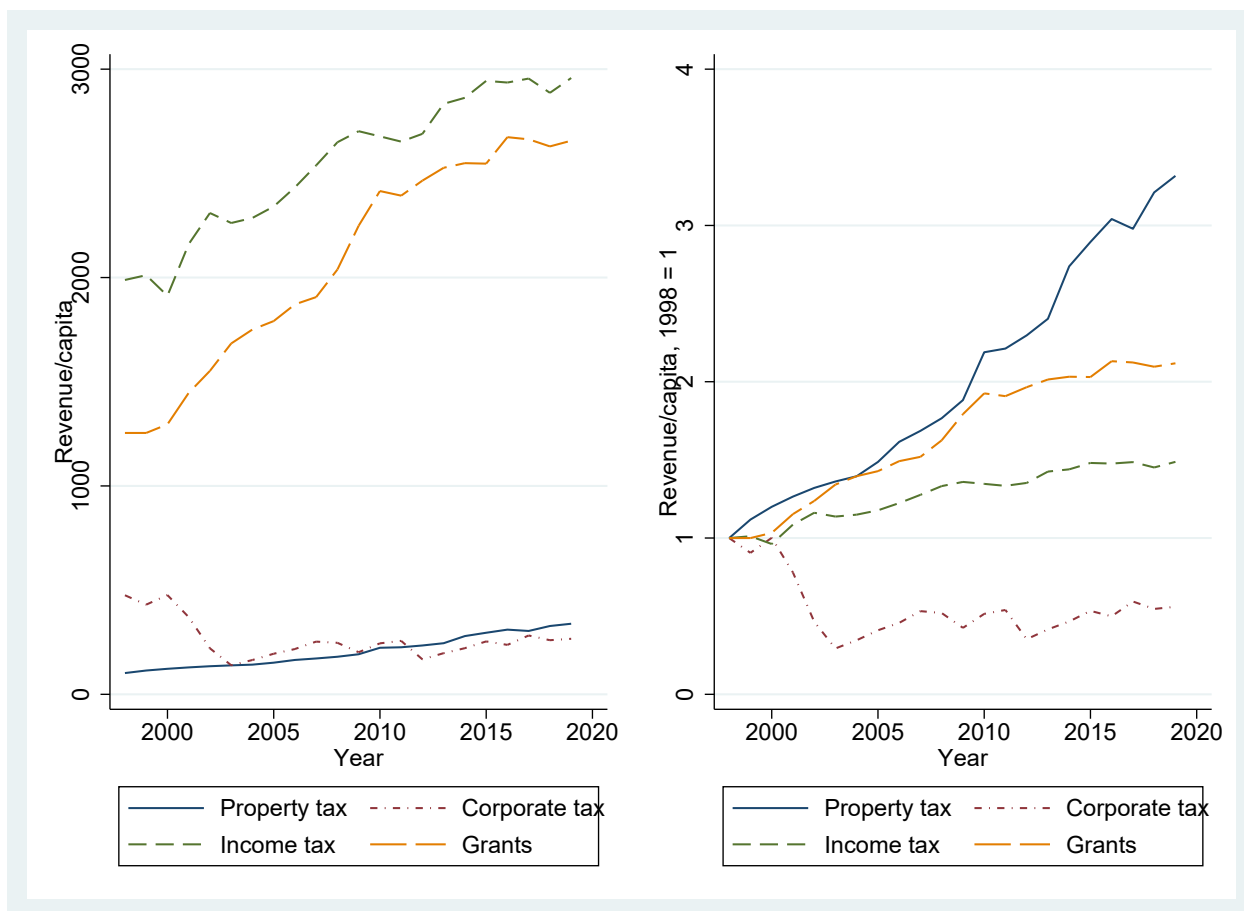 Revenue/capita
3000
2000
1000
0
2000 2005 2010 2015 2020
Year
Property tax Corporate tax
Income tax Grants
Revenue/capita, 1998 = 1
4
3
2
1
0
2000 2005 2010 2015 2020
Year
Property tax Corporate tax
Income tax Grants